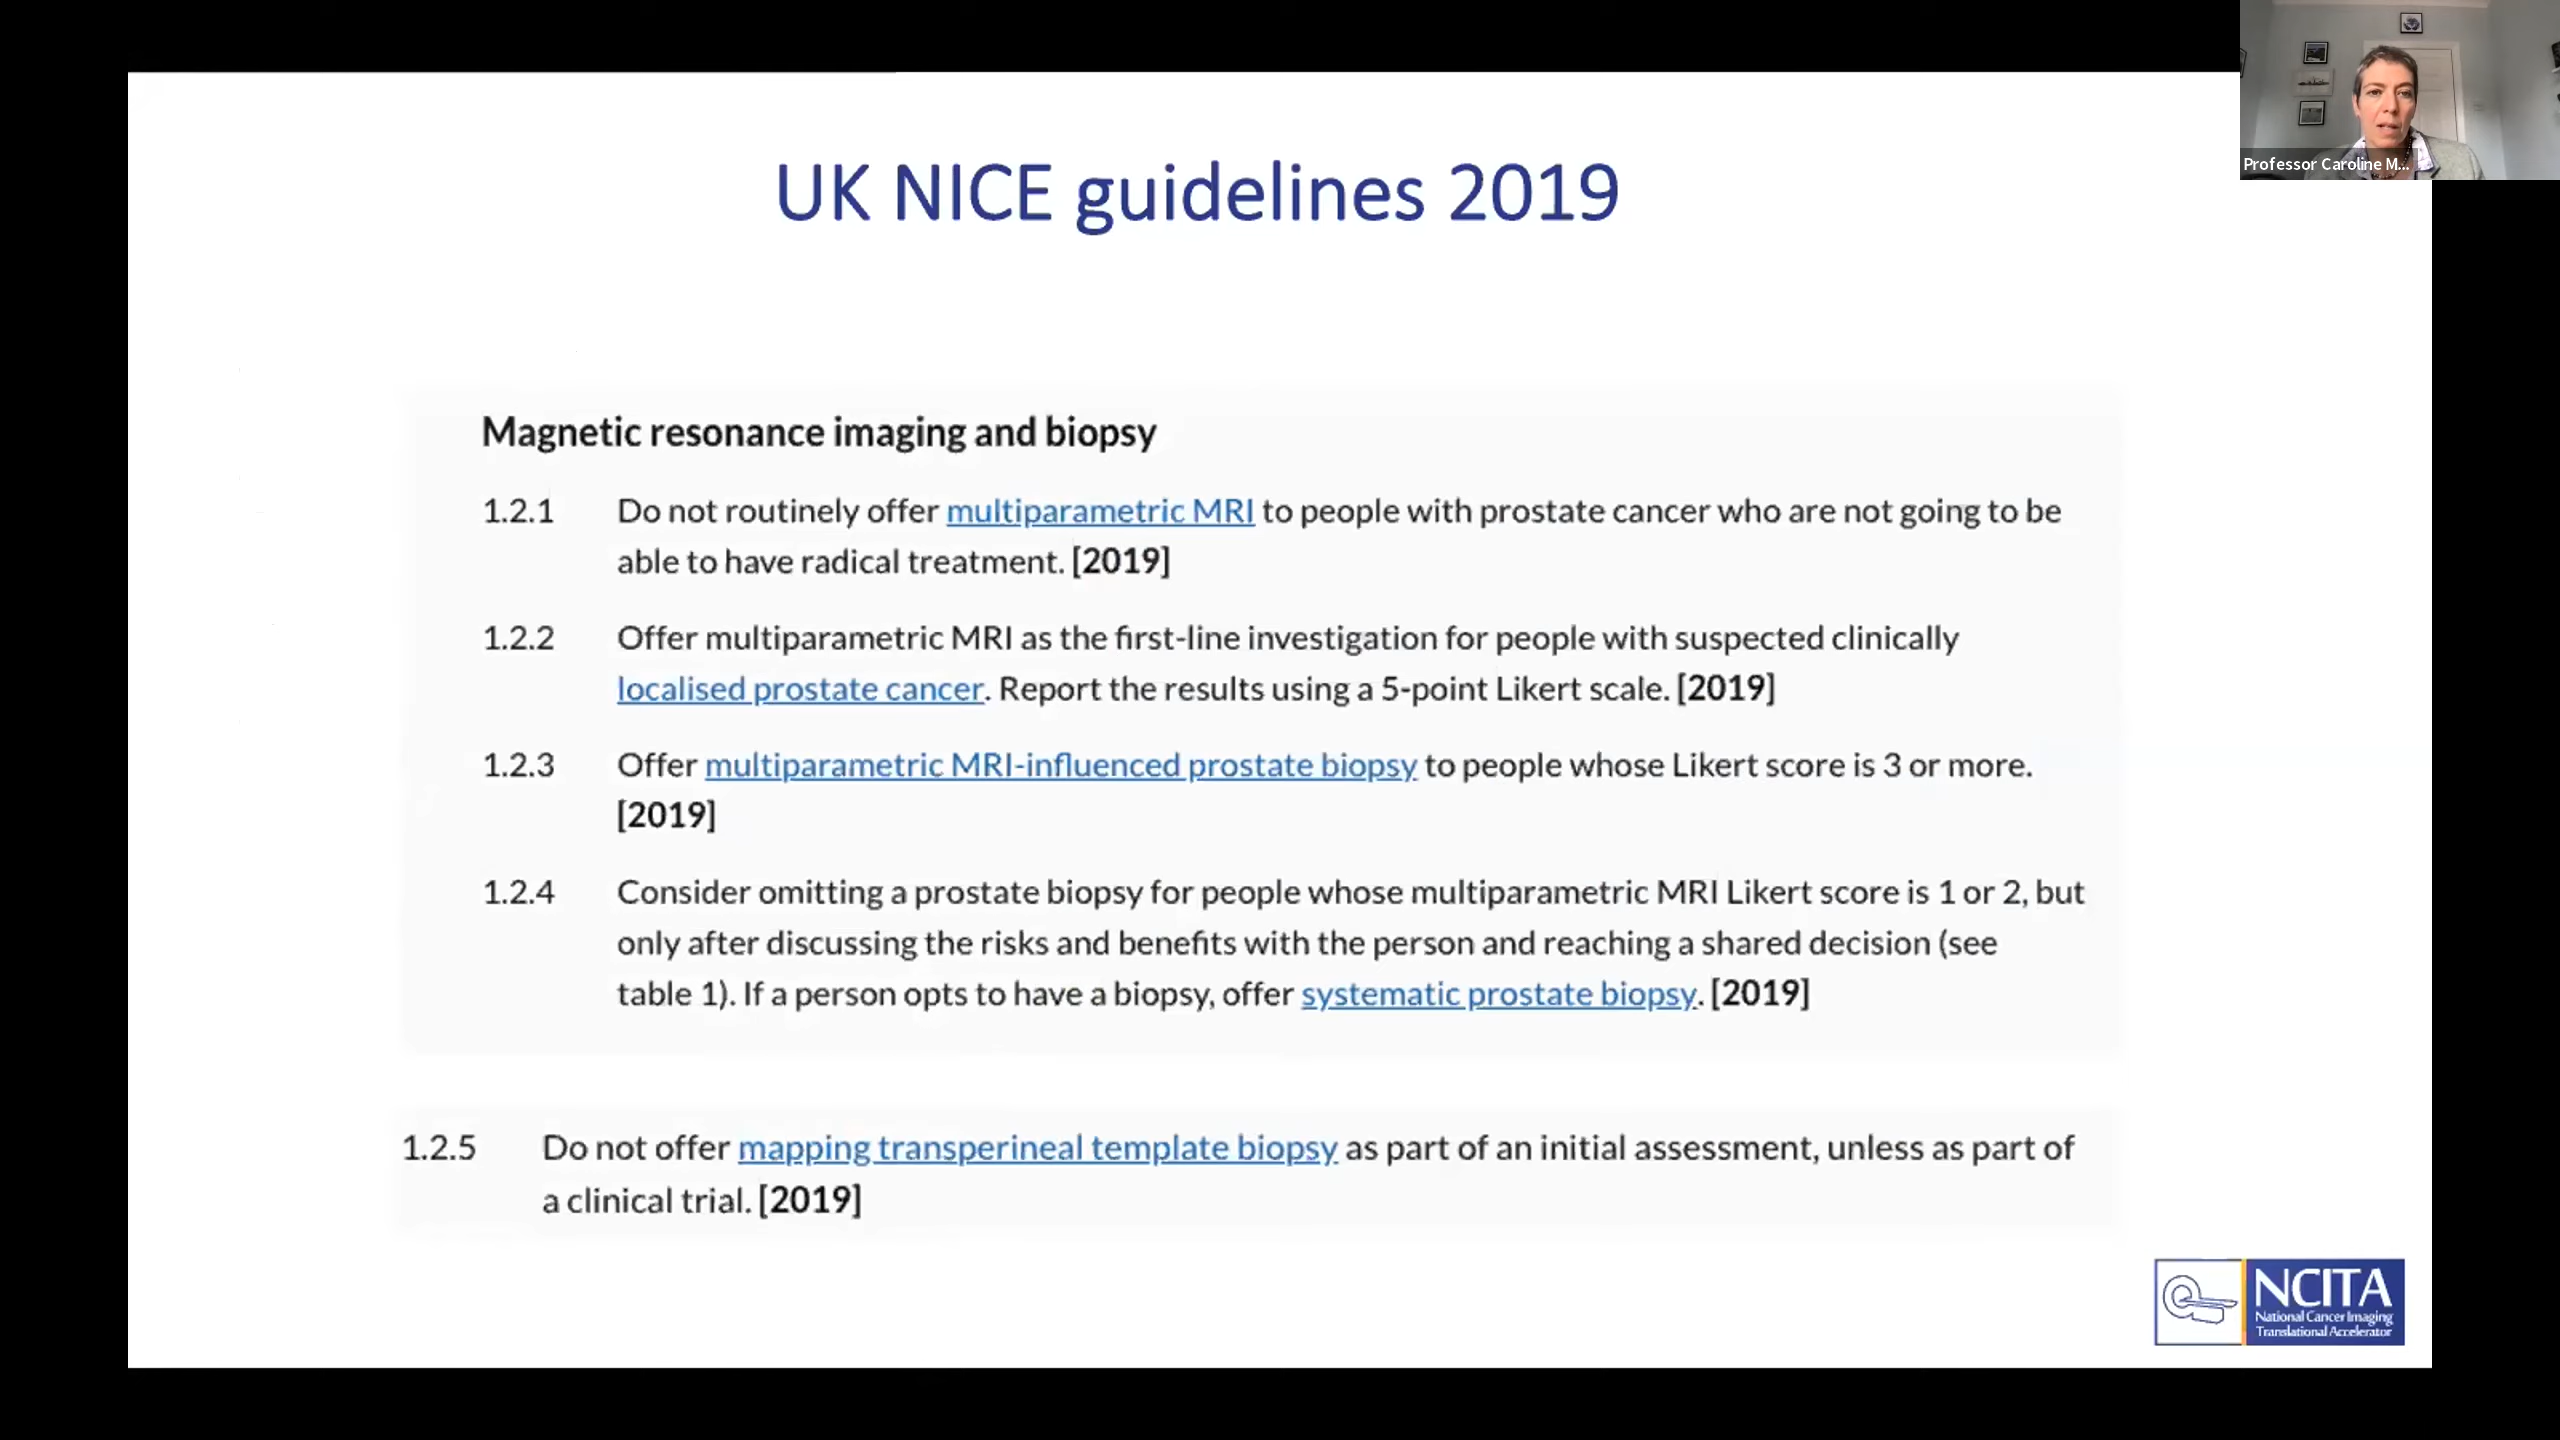 Professor Caroline M...
UK NICE guidelines 2019
Magnetic resonance imaging and biopsy
1.2.1 Do not routinely offer multiparametric MRI to people with prostate cancer who are not going to be
able to have radical treatment. [2019]
1.2.2 Offer multiparametric MRI as the first-line investigation for people with suspected clinically
localised prostate cancer. Report the results using a 5-point Likert scale. [2019]
1.2.3 Offer multiparametric MRI-influenced prostate biopsy to people whose Likert score is 3 or more.
[2019]
1.2.4 Consider omitting a prostate biopsy for people whose multiparametric MRI Likert score is 1 or 2, but
only after discussing the risks and benefits with the person and reaching a shared decision (see
table 1). If a person opts to have a biopsy, offer systematic prostate biopsy. [2019]
1.2.5 Do not offer mapping transperineal template biopsy as part of an initial assessment, unless as part of
a clinical trial. [2019]
NCITA
National Cancer Imaging
Translational Accelerator